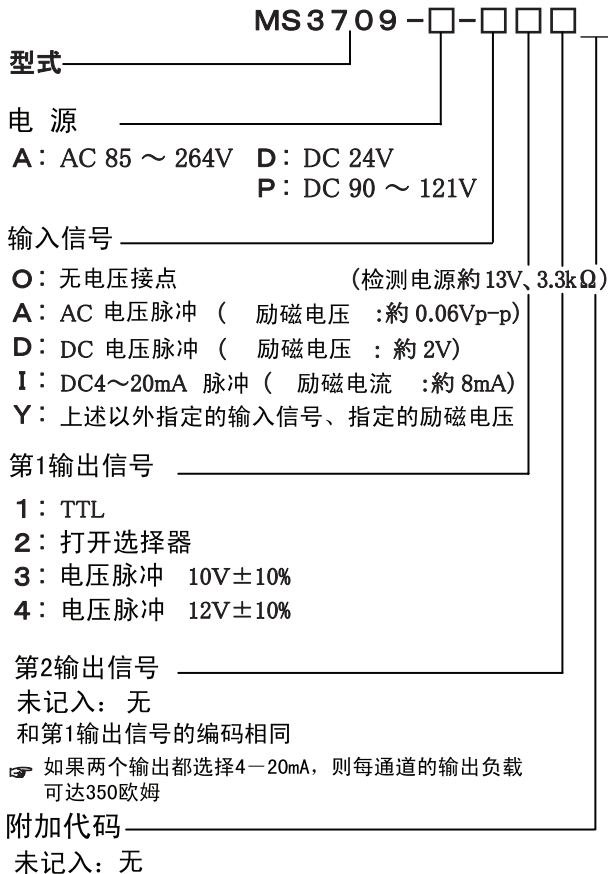 MS3709-□-□□□
型式
电 源
A: AC 85 ～ 264V D: DC 24V
P: DC 90 ～ 121V
输入信号
O: 无电压接点 (检测电源約13V、3.3kΩ)
A: AC 电压脉冲 ( 励磁电压 :約 0.06Vp-p)
D: DC 电压脉冲 ( 励磁电压 : 約 2V)
I: DC4～20mA 脉冲 ( 励磁电流 :約 8mA)
Y: 上述以外指定的输入信号、指定的励磁电压
第1输出信号
1: TTL
2: 打开选择器
3: 电压脉冲 10V±10%
4: 电压脉冲 12V±10%
第2输出信号
未记入: 无
和第1输出信号的编码相同
☞ 如果两个输出都选择4－20mA，则每通道的输出负载
可达350欧姆
附加代码
未记入: 无